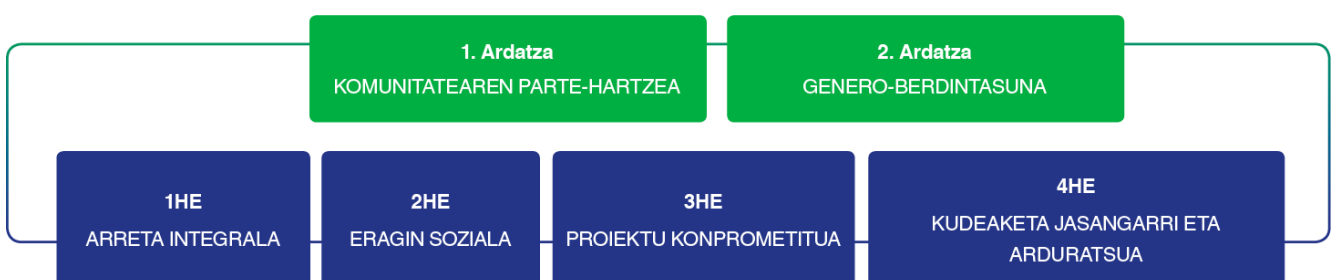 1. Ardatza
KOMUNITATEAREN PARTE-HARTZEA
2. Ardatza
GENERO-BERDINTASUNA
1HE
ARRETA INTEGRALA
2HE
ERAGIN SOZIALA
3HE
PROIEKTU KONPROMETITUA
4HE
KUDEAKETA JASANGARRI ETA
ARDURATSUA